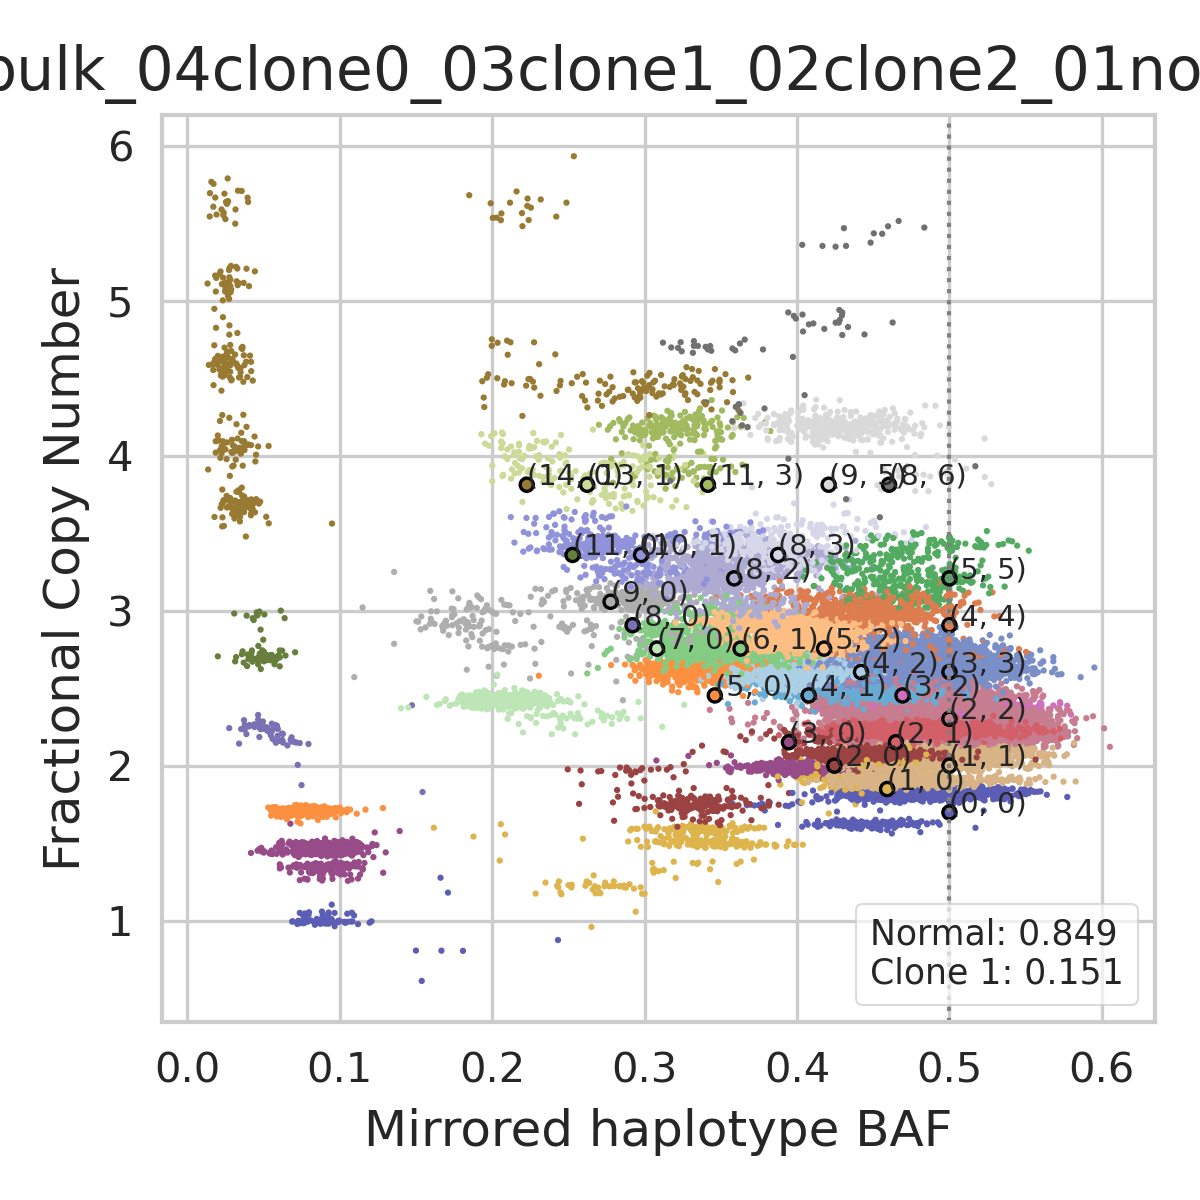 bulk_04clone0_03clone1_02clone2_01no
6
5
4
3
2
1
Fractional Copy Number
(14, 0) (13, 1) (11, 3) (9, 5) (8, 6)
(11, 0) (10, 1) (8, 3)
(8, 2) (5, 5)
(9, 0)
(8, 0) (4, 4)
(7, 0) (6, 1) (5, 2)
(4, 2) (3, 3)
(5, 0) (4, 1) (3, 2)
(2, 2)
(3, 0) (2, 1)
(2, 0) (1, 1)
(1, 0)
(0, 0)
Normal: 0.849
Clone 1: 0.151
0.0 0.1 0.2 0.3 0.4 0.5 0.6
Mirrored haplotype BAF